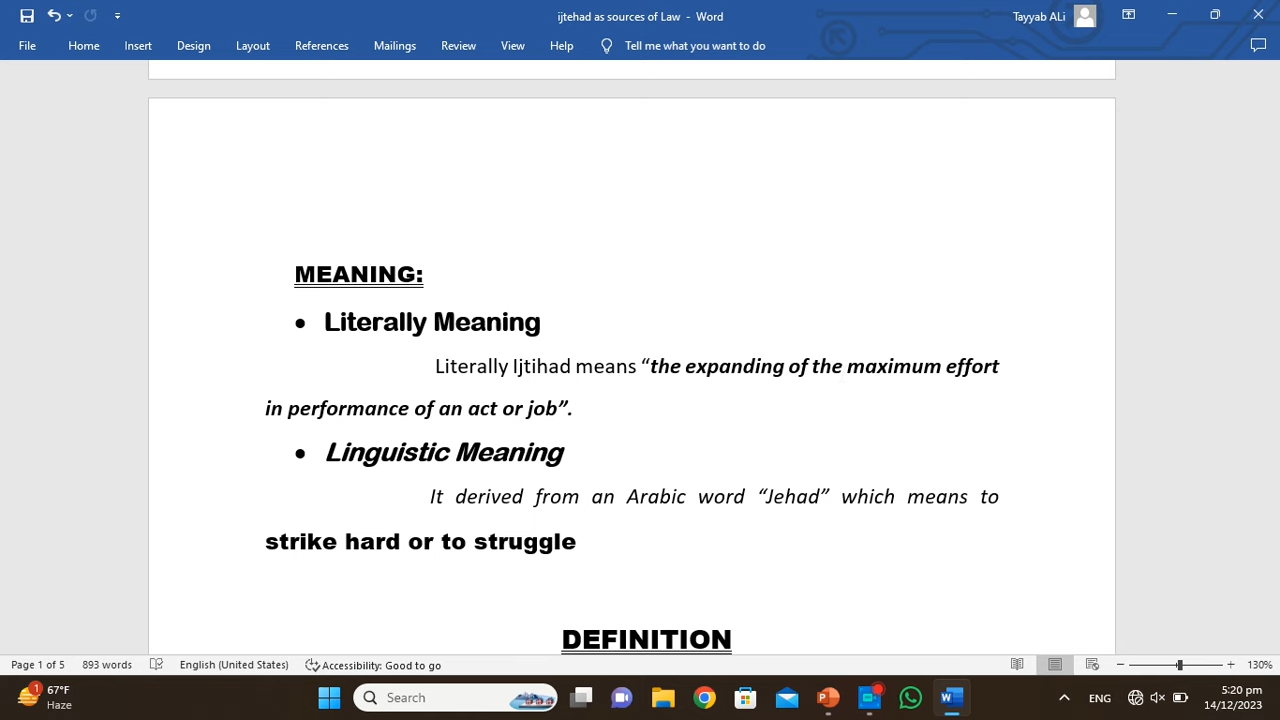 ijtehad as sources of Law - Word
Tayyab ALi
File Home Insert Design Layout References Mailings Review View Help Tell me what you want to do
MEANING:
• Literally Meaning
Literally Ijtihad means “the expanding of the maximum effort
in performance of an act or job”.
• Linguistic Meaning
It derived from an Arabic word “Jehad” which means to
strike hard or to struggle
DEFINITION
Page 1 of 5 893 words English (United States) Accessibility: Good to go 130%
1 67°F
Haze
Search
ENG
5:20 pm
14/12/2023